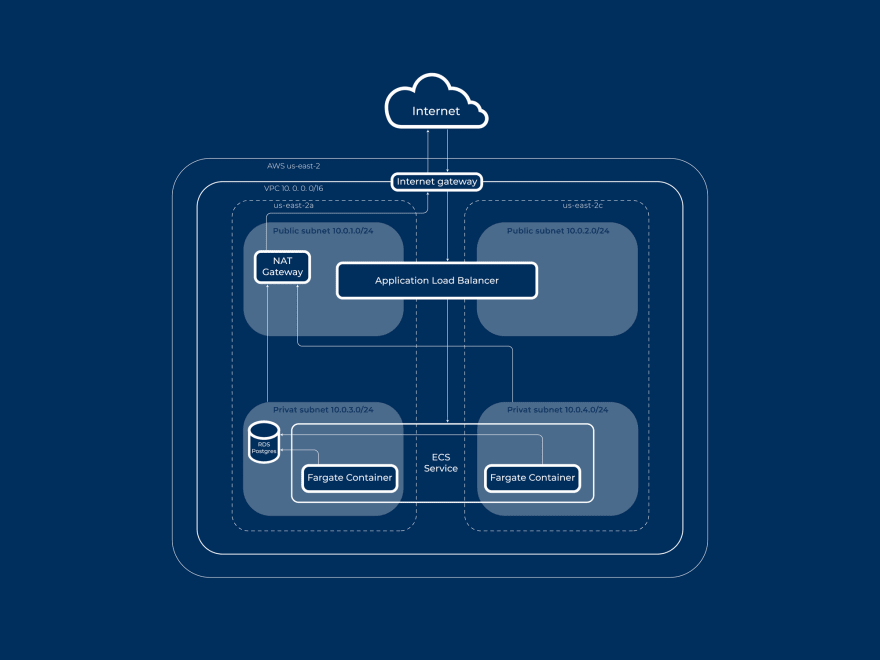 Internet
AWS us-east-2
Internet gateway
VPC 10. 0. 0. 0/16
us-east-2a
us-east-2c
Public subnet 10.0.1.0/24
Public subnet 10.0.2.0/24
NAT
Gateway
Application Load Balancer
Privat subnet 10.0.3.0/24
Privat subnet 10.0.4.0/24
RDS
Postgres
ECS
Service
Fargate Container
Fargate Container